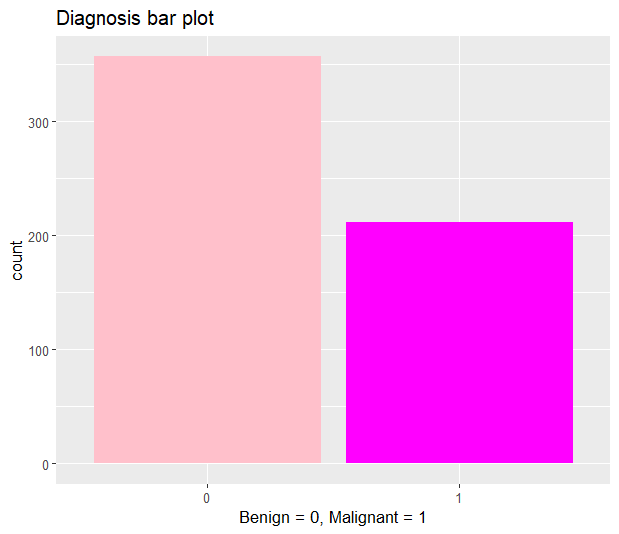 Diagnosis bar plot
300
200
100
0
count
0 1
Benign = 0, Malignant = 1